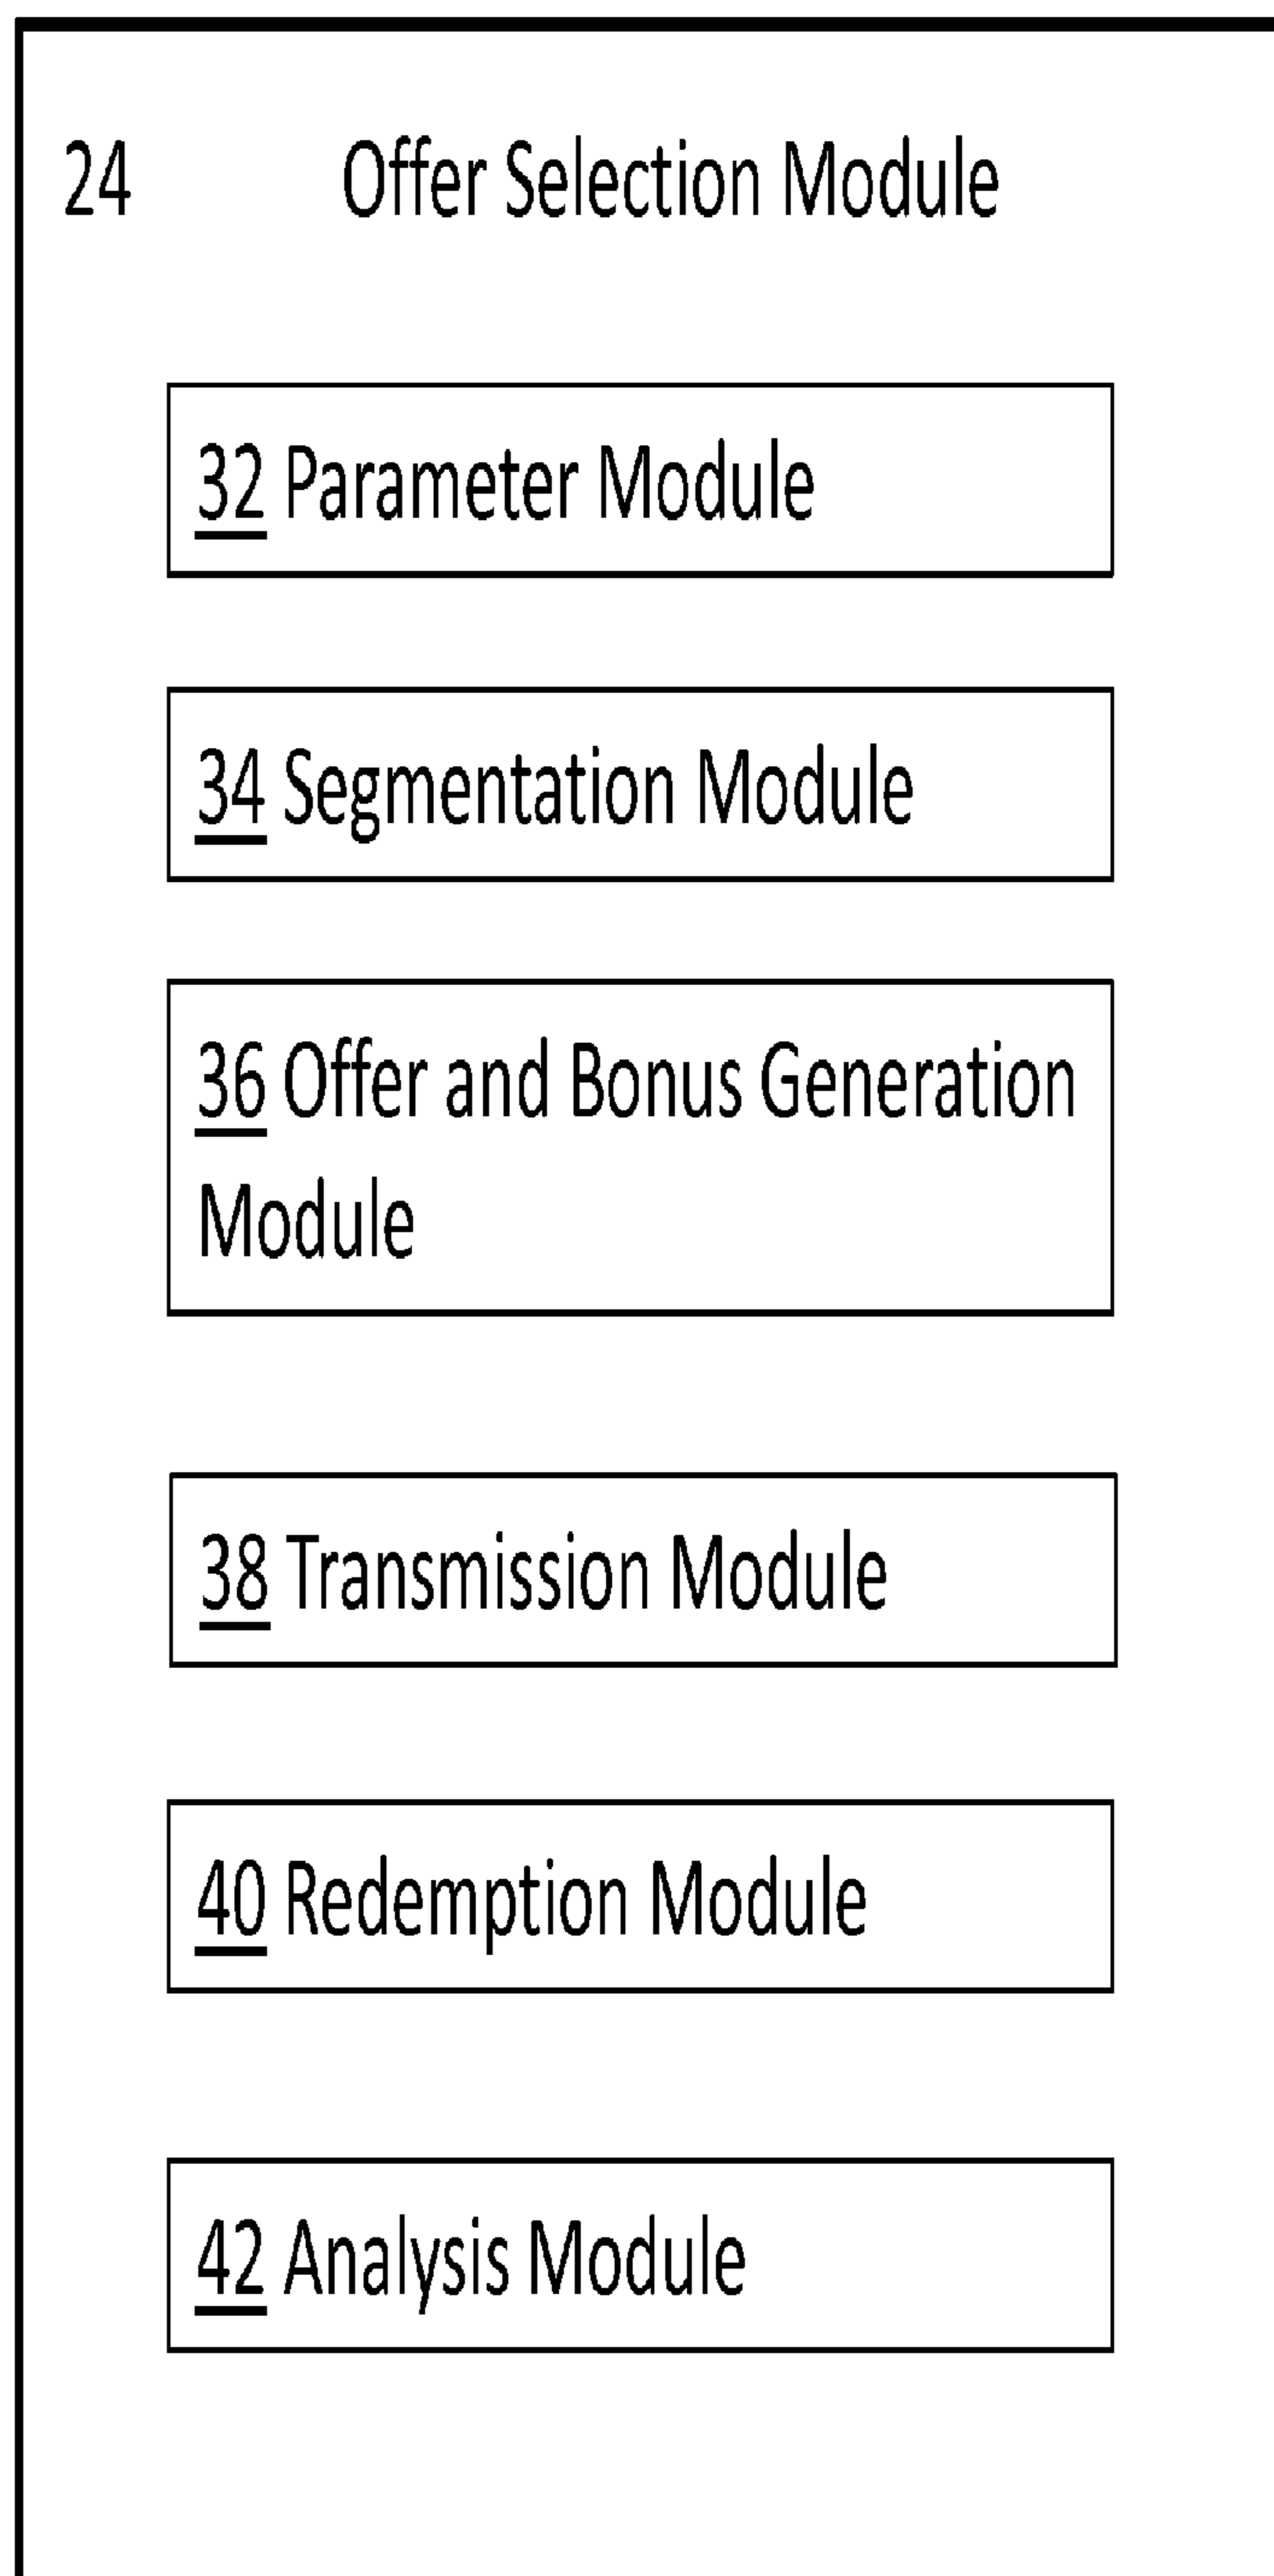 24 Offer Selection Module
32 Parameter Module
34 Segmentation Module
36 Offer and Bonus Generation
Module
38 Transmission Module
40 Redemption Module
42 Analysis Module